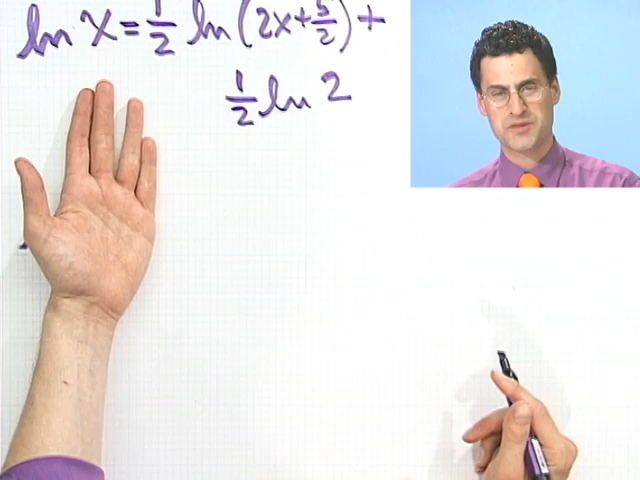 ln x = 1/2 ln (2x + 5/2) +
1/2 ln 2